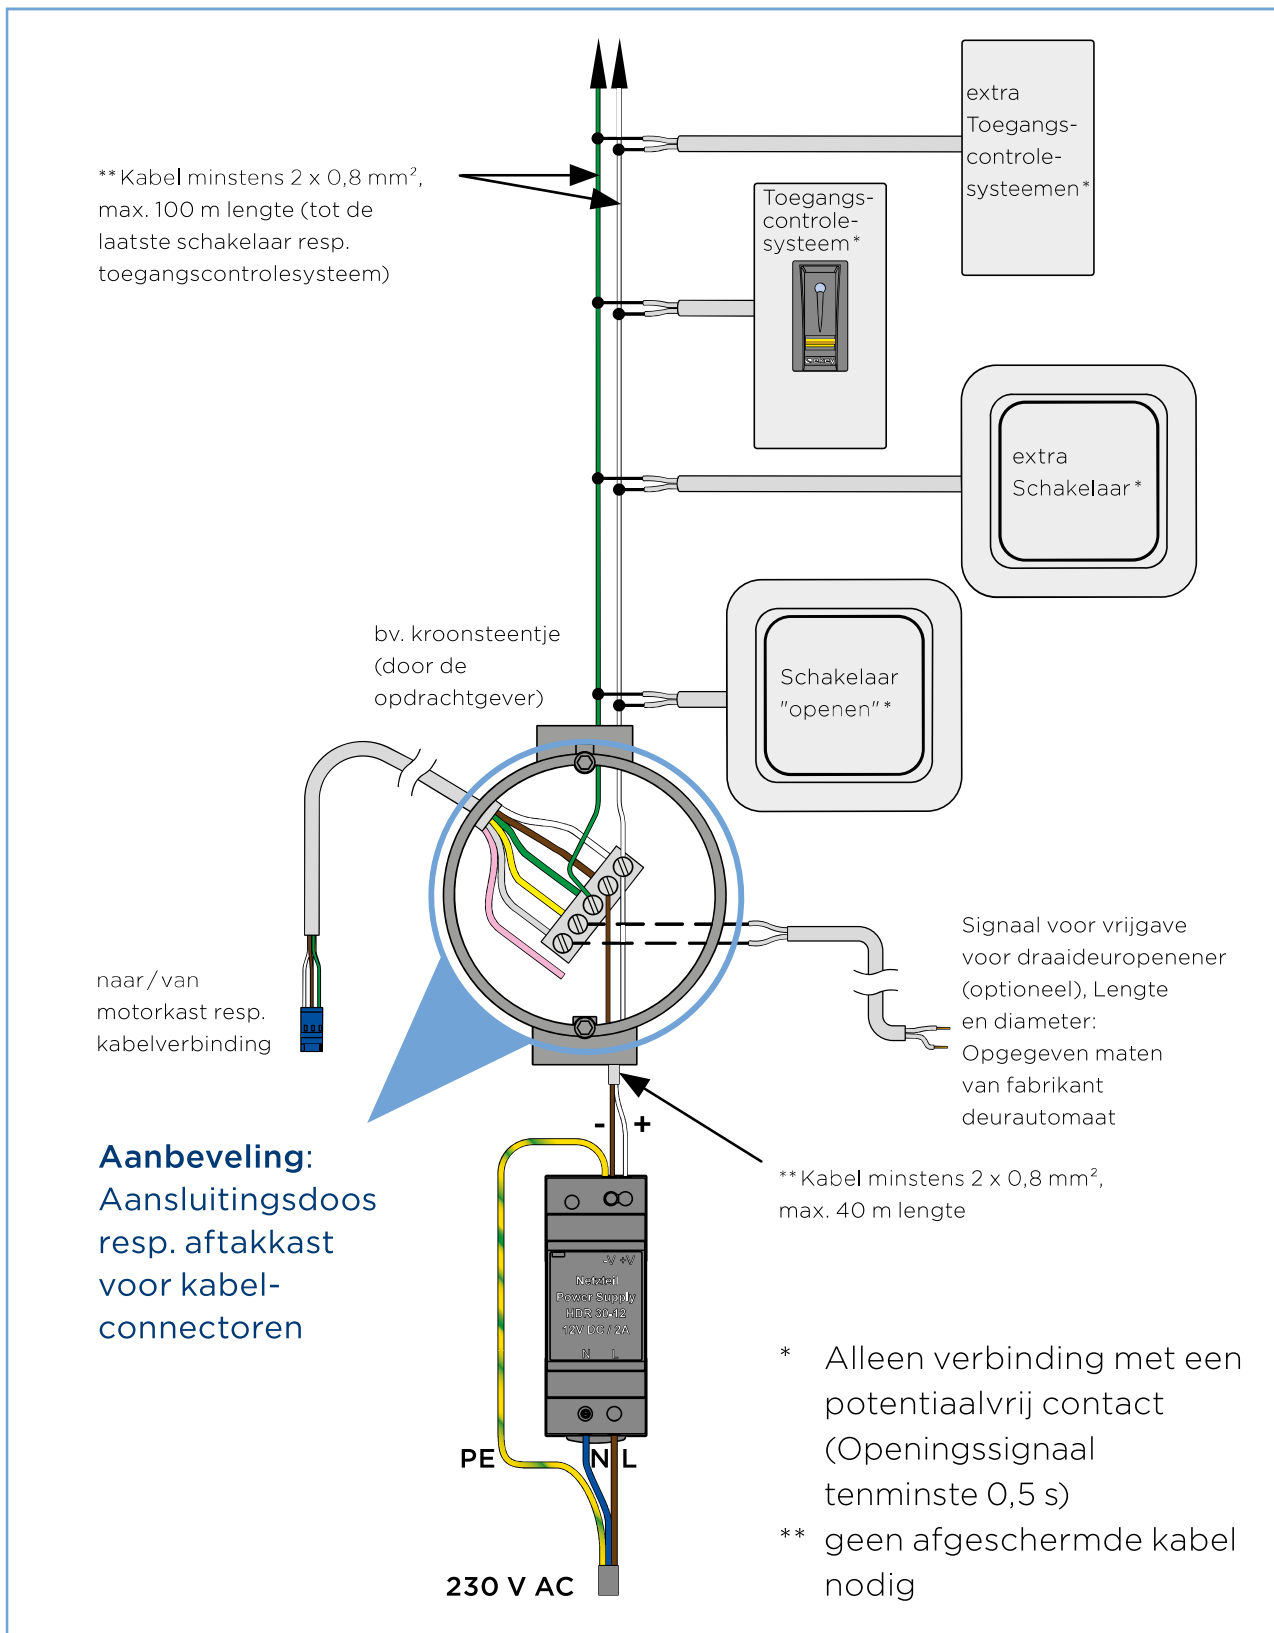 extra
Toegangs-
controle-
systemen*
**Kabel minstens 2 x 0,8 mm²,
max. 100 m lengte (tot de
laatste schakelaar resp.
toegangscontrolesysteem)
Toegangs-
controle-
systeem*
extra
Schakelaar*
bv. kroonsteentje
(door de
opdrachtgever)
Schakelaar
"openen"*
naar/van
motorkast resp.
kabelverbinding
Signaal voor vrijgave
voor draaideuropenener
(optioneel), Lengte
en diameter:
Opgegeven maten
van fabrikant
deurautomaat
- +
**Kabel minstens 2 x 0,8 mm²,
max. 40 m lengte
Aanbeveling:
Aansluitingsdoos
resp. aftakkast
voor kabel-
connectoren
-V +V
Netzteil
Power Supply
HDR 30-12
12V DC / 2A
N L
PE N L
230 V AC
* Alleen verbinding met een
potentiaalvrij contact
(Openingssignaal
tenminste 0,5 s)
** geen afgeschermde kabel
nodig